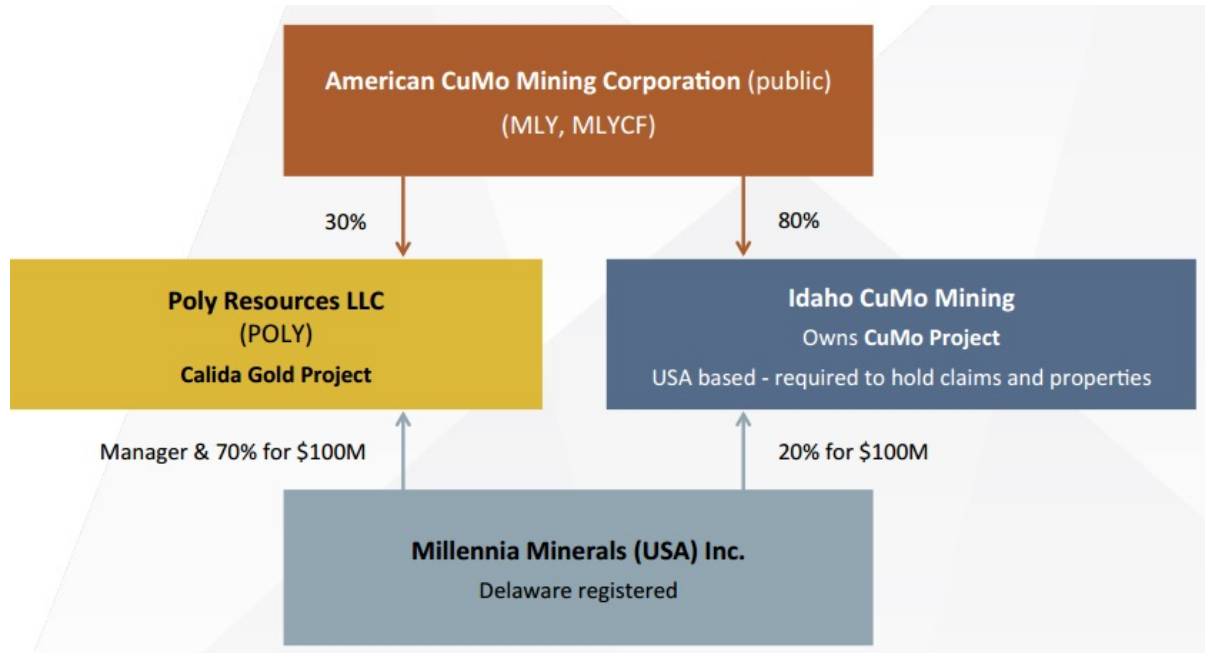 American CuMo Mining Corporation (public)
(MLY, MLYCF)
30%
80%
Poly Resources LLC
(POLY)
Calida Gold Project
Idaho CuMo Mining
Owns CuMo Project
USA based - required to hold claims and properties
Manager & 70% for $100M
20% for $100M
Millennia Minerals (USA) Inc.
Delaware registered